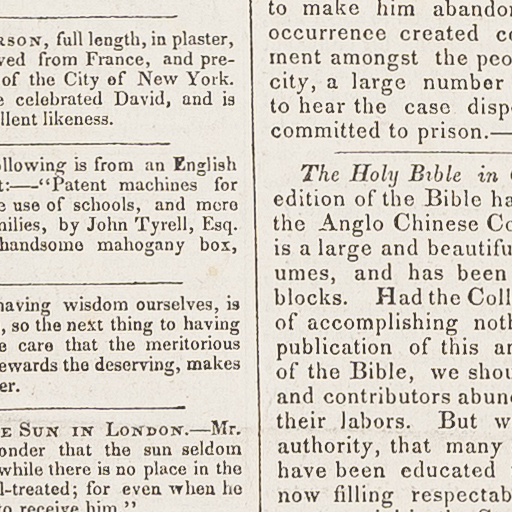 RSON, full length, in plaster,
ved from France, and pre-
of the City of New York.
e celebrated David, and is
llent likeness.
ollowing is from an English
t:—"Patent machines for
e use of schools, and more
milies, by John Tyrell, Esq.
handsome mahogany box,
having wisdom ourselves, is
, so the next thing to having
e care that the meritorious
ewards the deserving, makes
er.
E SUN IN LONDON.—Mr.
onder that the sun seldom
while there is no place in the
l-treated; for even when he
to receive him."
to make him abandon
occurrence created co
ment amongst the peo
city, a large number
to hear the case disp
committed to prison.—
The Holy Bible in
edition of the Bible ha
the Anglo Chinese Co
is a large and beautifu
umes, and has been
blocks. Had the Coll
of accomplishing noth
publication of this an
of the Bible, we shou
and contributors abun
their labors. But w
authority, that many
have been educated
now filling respectab